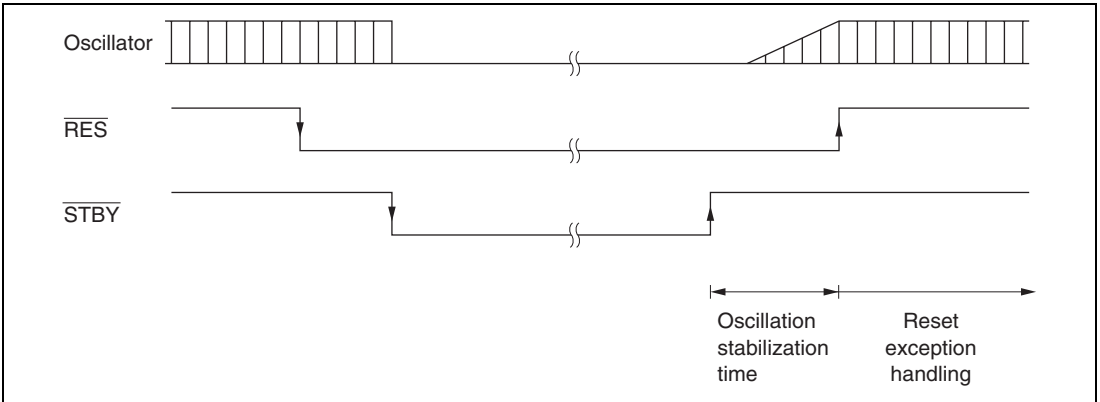 Oscillator
RES
STBY
Oscillation
stabilization
time
Reset
exception
handling